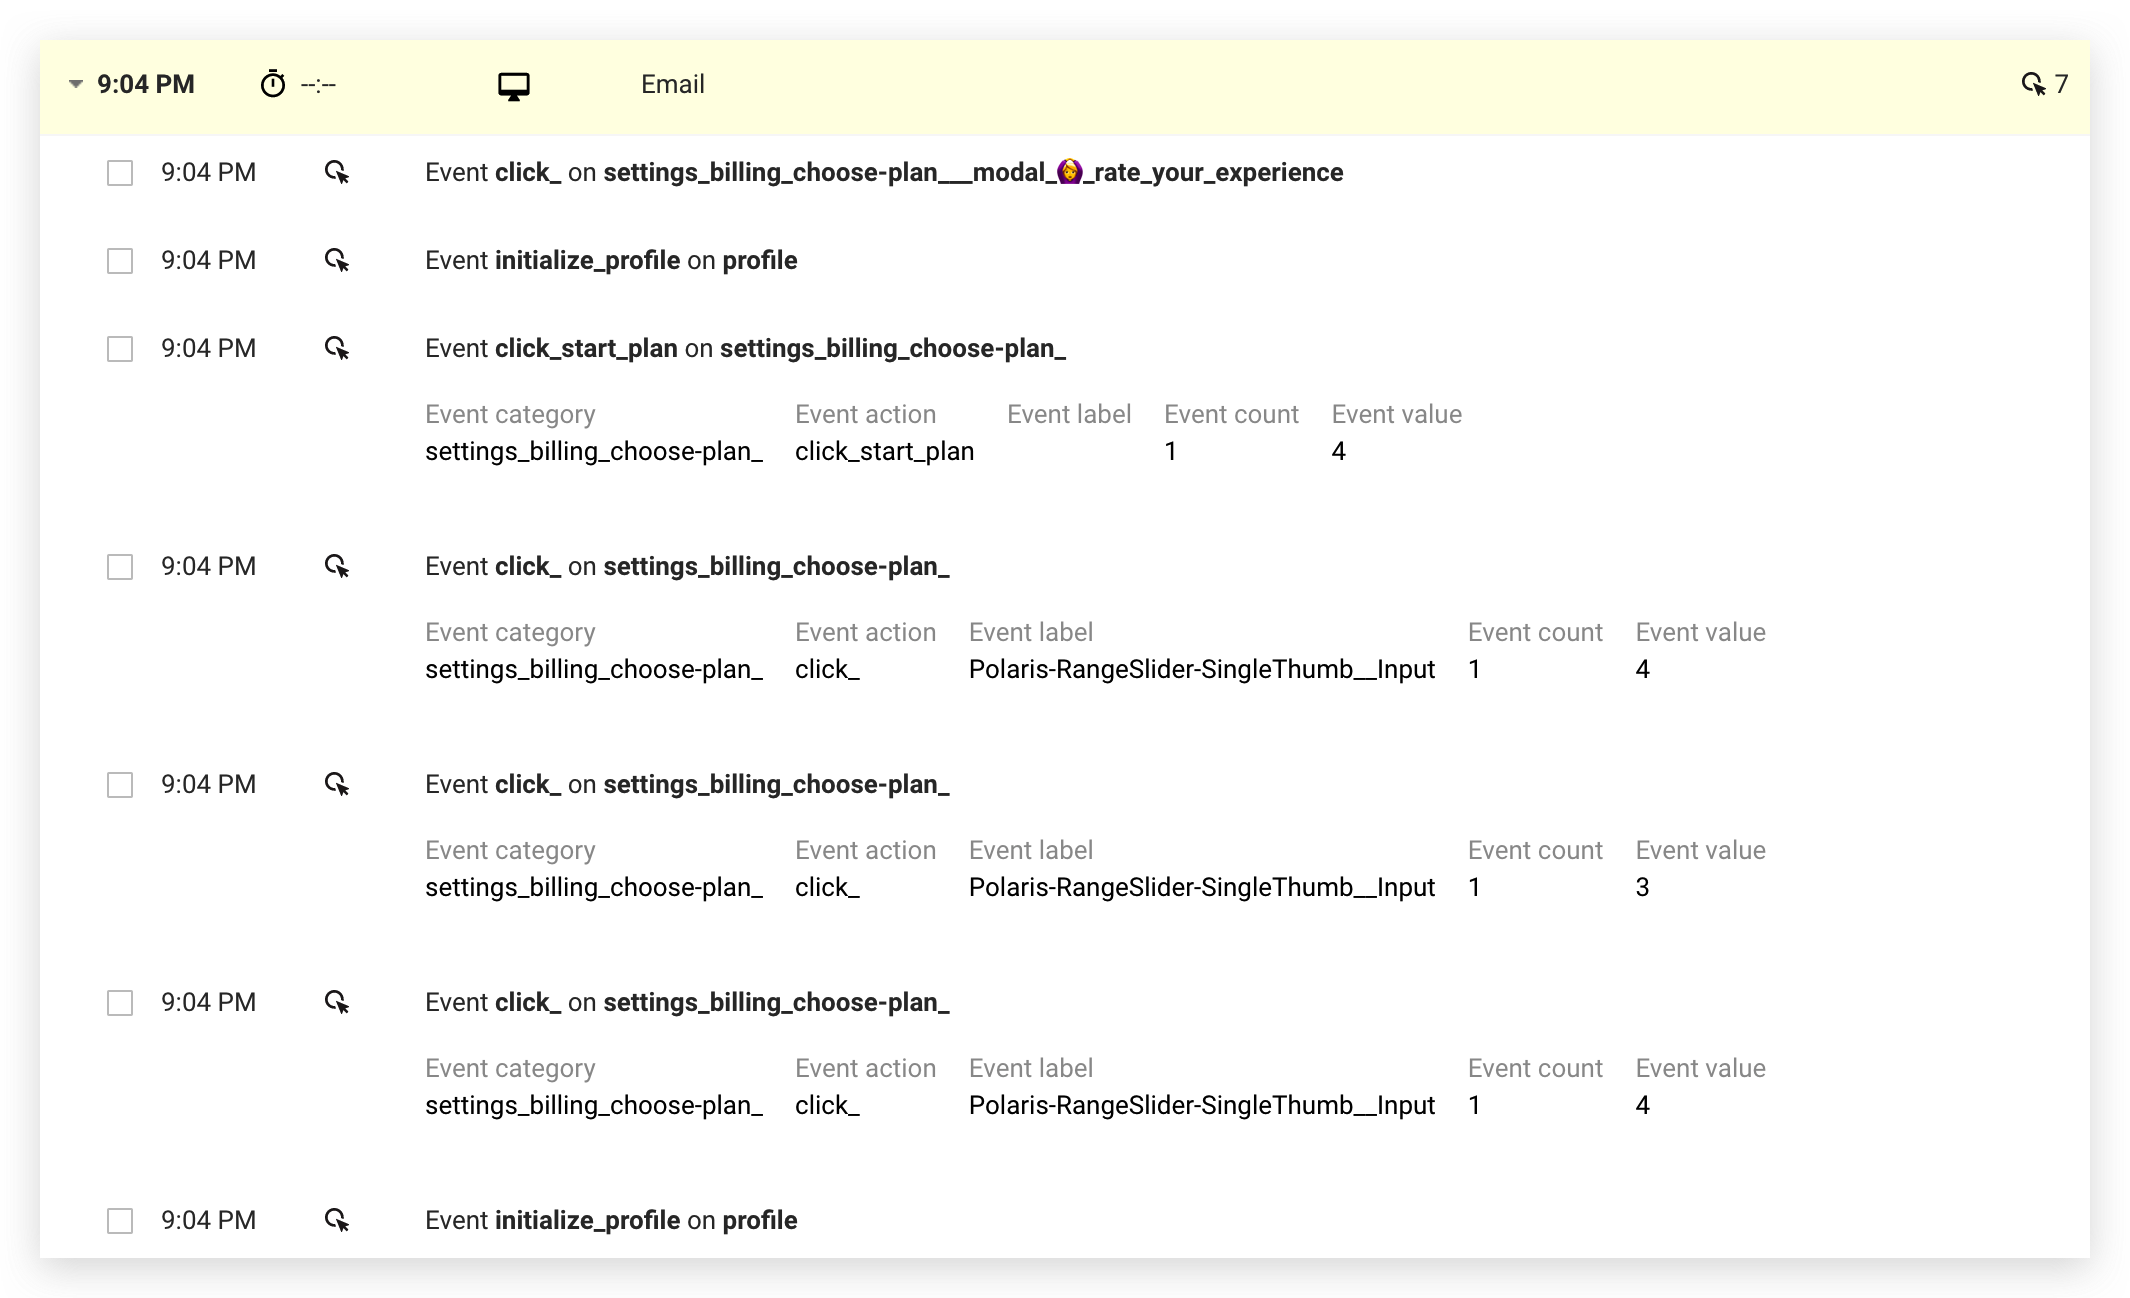 9:04 PM --:-- Email 7
9:04 PM Event click_ on settings_billing_choose-plan___modal_🙆_rate_your_experience
9:04 PM Event initialize_profile on profile
9:04 PM Event click_start_plan on settings_billing_choose-plan_
Event category Event action Event label Event count Event value
settings_billing_choose-plan_ click_start_plan 1 4
9:04 PM Event click_ on settings_billing_choose-plan_
Event category Event action Event label Event count Event value
settings_billing_choose-plan_ click_ Polaris-RangeSlider-SingleThumb__Input 1 4
9:04 PM Event click_ on settings_billing_choose-plan_
Event category Event action Event label Event count Event value
settings_billing_choose-plan_ click_ Polaris-RangeSlider-SingleThumb__Input 1 3
9:04 PM Event click_ on settings_billing_choose-plan_
Event category Event action Event label Event count Event value
settings_billing_choose-plan_ click_ Polaris-RangeSlider-SingleThumb__Input 1 4
9:04 PM Event initialize_profile on profile